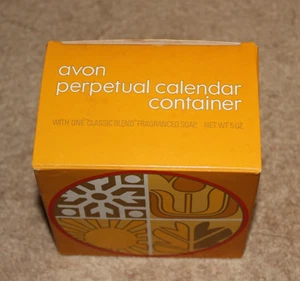 avon
perpetual calendar
container
WITH ONE 'CLASSIC BLEND' FRAGRANCED SOAP. NET WT. 5 OZ.